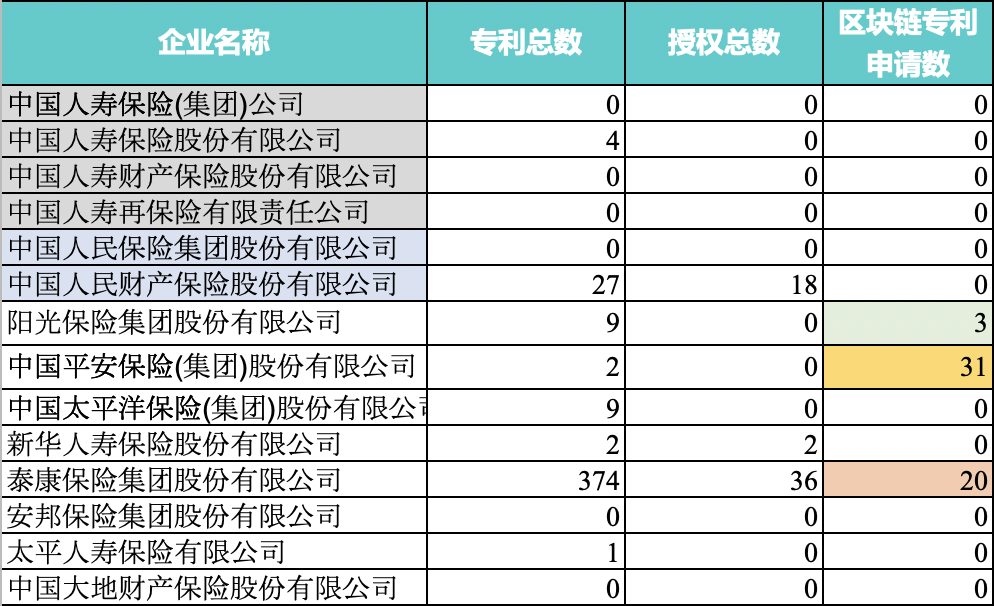 企业名称 专利总数 授权总数 区块链专利申请数
中国人寿保险(集团)公司 0 0 0
中国人寿保险股份有限公司 4 0 0
中国人寿财产保险股份有限公司 0 0 0
中国人寿再保险有限责任公司 0 0 0
中国人民保险集团股份有限公司 0 0 0
中国人民财产保险股份有限公司 27 18 0
阳光保险集团股份有限公司 9 0 3
中国平安保险(集团)股份有限公司 2 0 31
中国太平洋保险(集团)股份有限公司 9 0 0
新华人寿保险股份有限公司 2 2 0
泰康保险集团股份有限公司 374 36 20
安邦保险集团股份有限公司 0 0 0
太平人寿保险有限公司 1 0 0
中国大地财产保险股份有限公司 0 0 0